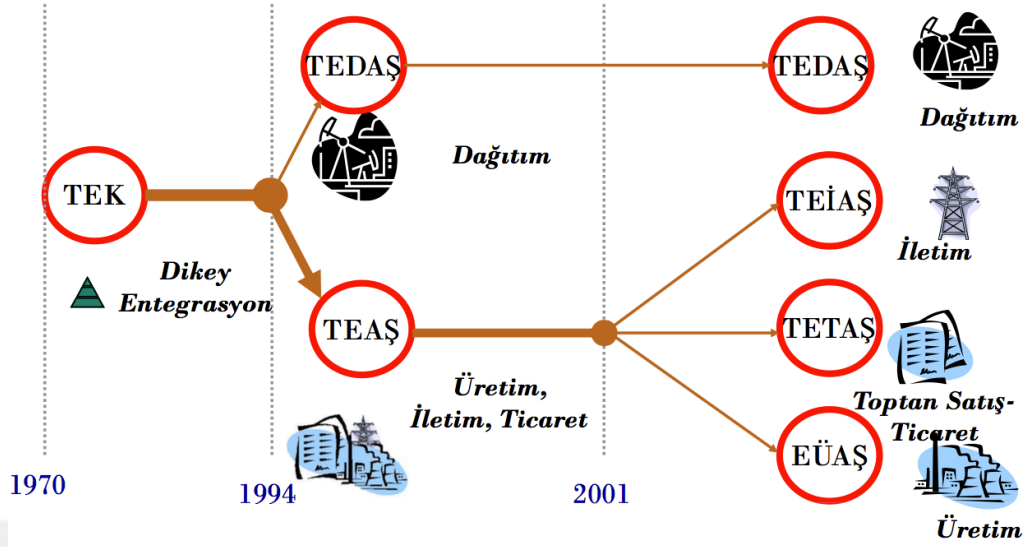 TEDAŞ
TEDAŞ
Dağıtım
Dağıtım
TEK
TEİAŞ
İletim
Dikey
Entegrasyon
TEAŞ
TETAŞ
Üretim,
İletim, Ticaret
Toptan Satış-
Ticaret
EÜAŞ
Üretim
1970
1994
2001